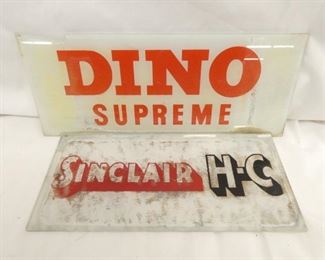 DINO
SUPREME
SINCLAIR H-C